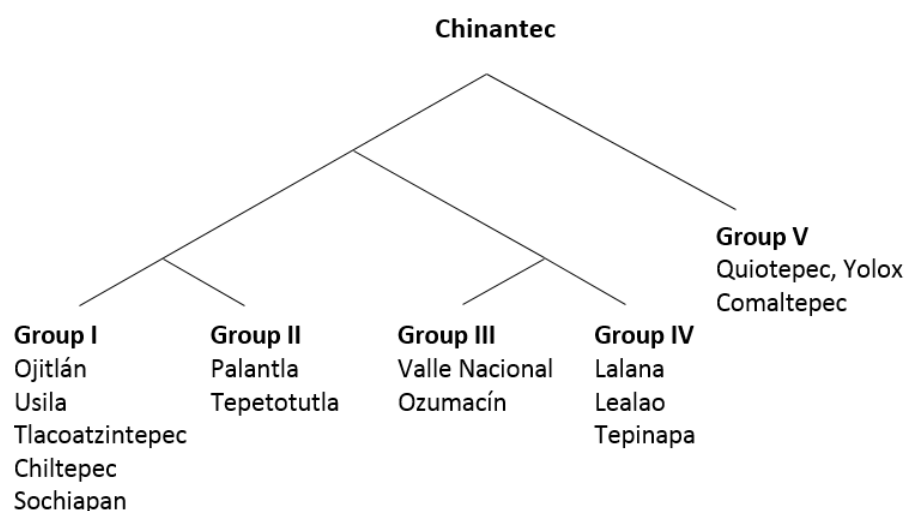 Chinantec
Group V
Quiotepec, Yolox
Comaltepec
Group I
Ojitlán
Usila
Tlacoatzintepec
Chiltepec
Sochiapan
Group II
Palantla
Tepetotutla
Group III
Valle Nacional
Ozumacín
Group IV
Lalana
Lealao
Tepinapa